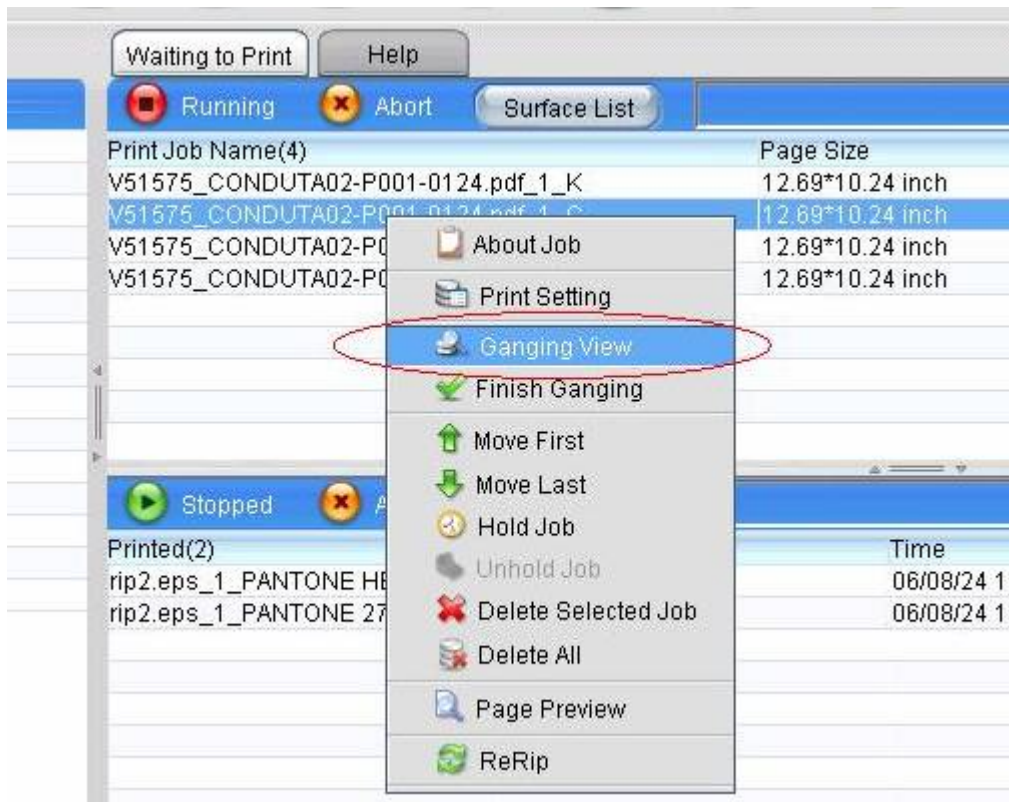 Waiting to Print Help
Running Abort Surface List
Print Job Name(4) Page Size
V51575_CONDUTA02-P001-0124.pdf_1_K 12.69*10.24 inch
V51575_CONDUTA02-P001-0124.pdf_1_C 12.69*10.24 inch
V51575_CONDUTA02-P0 12.69*10.24 inch
V51575_CONDUTA02-P0 12.69*10.24 inch
About Job
Print Setting
Ganging View
Finish Ganging
Move First
Move Last
Hold Job
Unhold Job
Delete Selected Job
Delete All
Page Preview
ReRip
Stopped A
Printed(2) Time
rip2.eps_1_PANTONE HE 06/08/24 1
rip2.eps_1_PANTONE 27 06/08/24 1